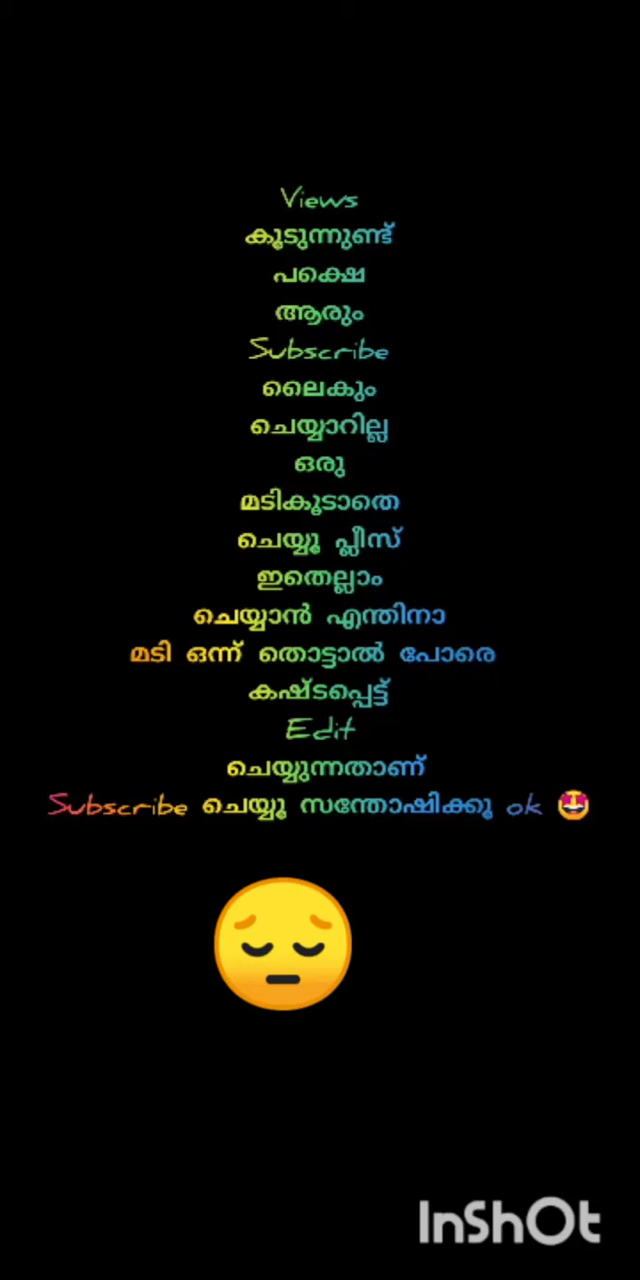 Views
കൂടുന്നുണ്ട്
പക്ഷെ
ആരും
Subscribe
ലൈകും
ചെയ്യാറില്ല
ഒരു
മടികൂടാതെ
ചെയ്യൂ പ്ലീസ്
ഇതെല്ലാം
ചെയ്യാൻ എന്തിനാ
മടി ഒന്ന് തൊട്ടാൽ പോരെ
കഷ്ടപ്പെട്ട്
Edit
ചെയ്യുന്നതാണ്
Subscribe ചെയ്യൂ സന്തോഷിക്കൂ ok 🤩
InShOt